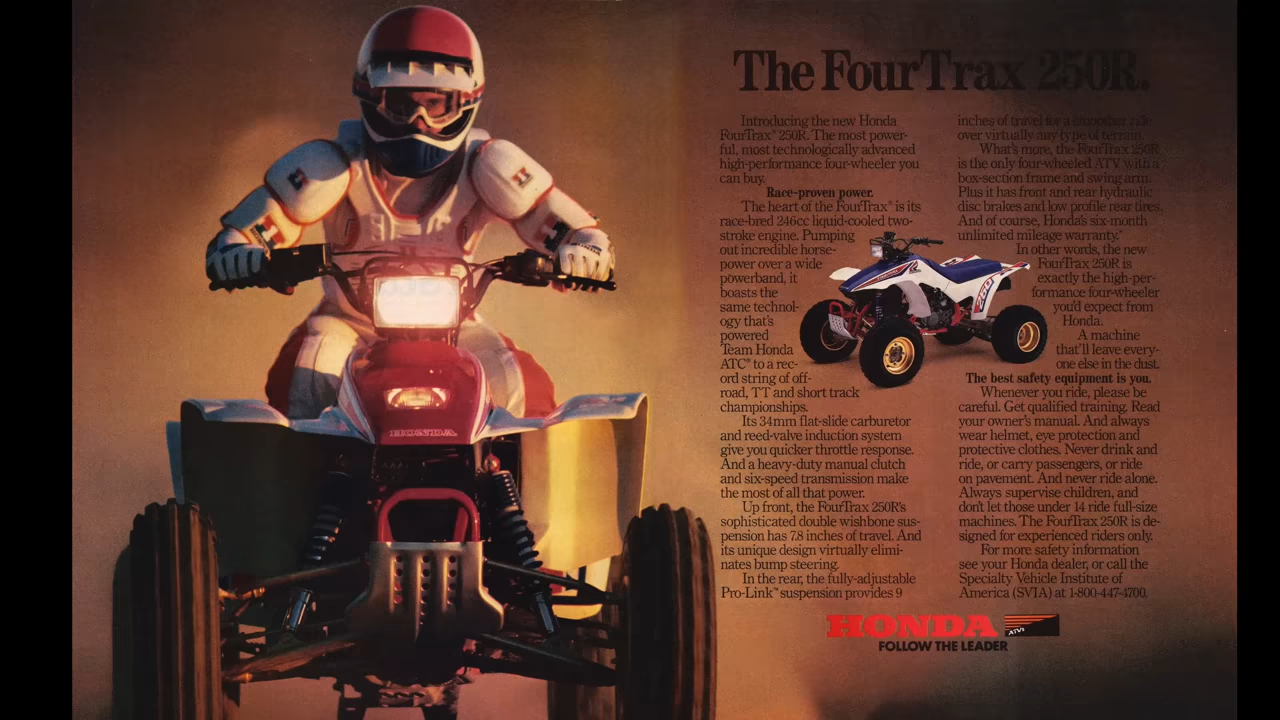 The FourTrax 250R.
Introducing the new Honda
FourTrax™ 250R. The most power-
ful, most technologically advanced
high-performance four-wheeler you
can buy.
Race-proven power.
The heart of the FourTrax® is its
race-bred 246cc liquid-cooled two-
stroke engine. Pumping
out incredible horse-
power over a wide
powerband, it
boasts the
same technol-
ogy that's
powered
Team Honda
ATC® to a rec-
ord string of off-
road, TT and short track
championships.
Its 34mm flat-slide carburetor
and reed-valve induction system
give you quicker throttle response.
And a heavy-duty manual clutch
and six-speed transmission make
the most of all that power.
Up front, the FourTrax 250R's
sophisticated double wishbone sus-
pension has 7.8 inches of travel. And
its unique design virtually elimi-
nates bump steering.
In the rear, the fully-adjustable
Pro-Link™ suspension provides 9
inches of travel for a smoother ride
over virtually any type of terrain.
What's more, the FourTrax 250R
is the only four-wheeled ATV with a
box-section frame and swing arm.
Plus it has front and rear hydraulic
disc brakes and low profile rear tires.
And of course, Honda's six-month
unlimited mileage warranty.*
In other words, the new
FourTrax 250R is
exactly the high-per-
formance four-wheeler
you'd expect from
Honda.
A machine
that'll leave every-
one else in the dust.
The best safety equipment is you.
Whenever you ride, please be
careful. Get qualified training. Read
your owner's manual. And always
wear helmet, eye protection and
protective clothes. Never drink and
ride, or carry passengers, or ride
on pavement. And never ride alone.
Always supervise children, and
don't let those under 14 ride full-size
machines. The FourTrax 250R is de-
signed for experienced riders only.
For more safety information
see your Honda dealer, or call the
Specialty Vehicle Institute of
America (SVIA) at 1-800-447-4700.
HONDA
ATVs
FOLLOW THE LEADER
HONDA